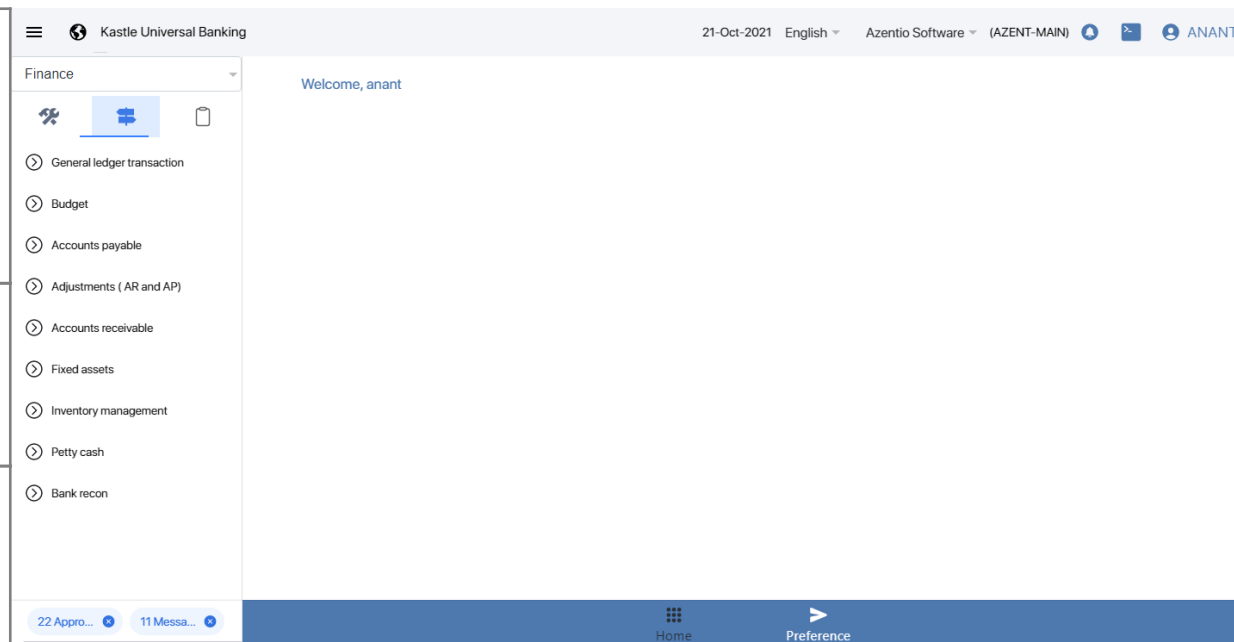 Kastle Universal Banking
21-Oct-2021 English Azentio Software (AZENT-MAIN) ANANT
Finance
Welcome, anant
General ledger transaction
Budget
Accounts payable
Adjustments ( AR and AP)
Accounts receivable
Fixed assets
Inventory management
Petty cash
Bank recon
22 Appro... 11 Messa...
Home Preference